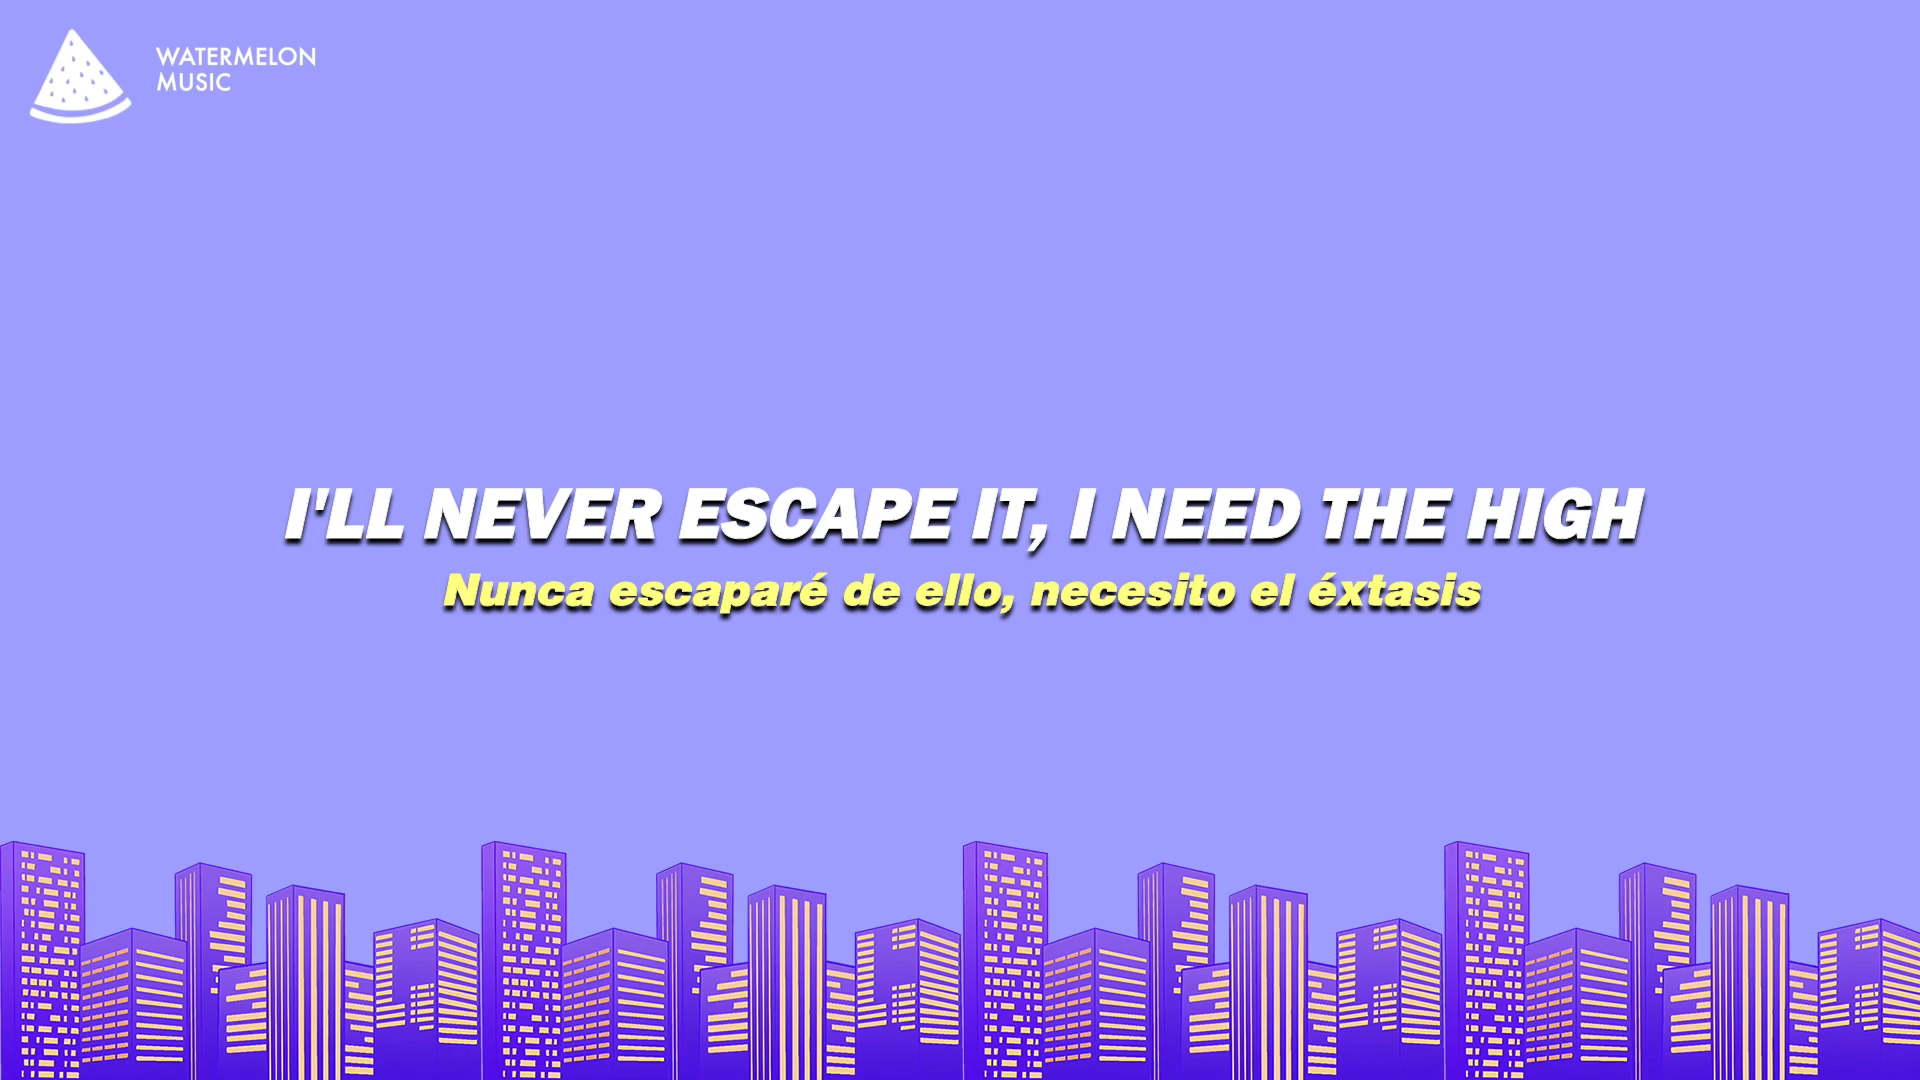 WATERMELON
MUSIC
I'LL NEVER ESCAPE IT, I NEED THE HIGH
Nunca escaparé de ello, necesito el éxtasis